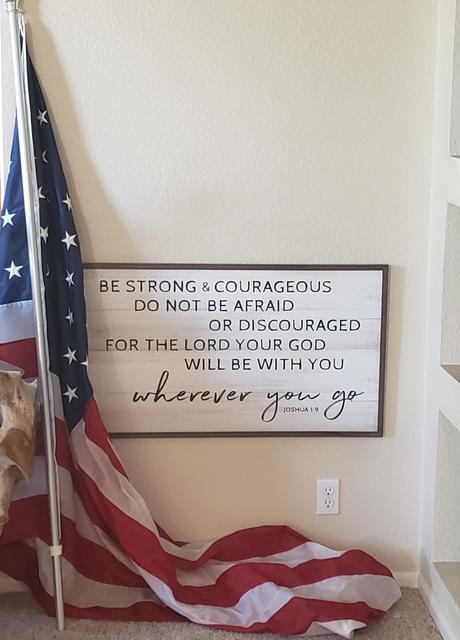 BE STRONG & COURAGEOUS
DO NOT BE AFRAID
OR DISCOURAGED
FOR THE LORD YOUR GOD
WILL BE WITH YOU
wherever you go
JOSHUA 1:9